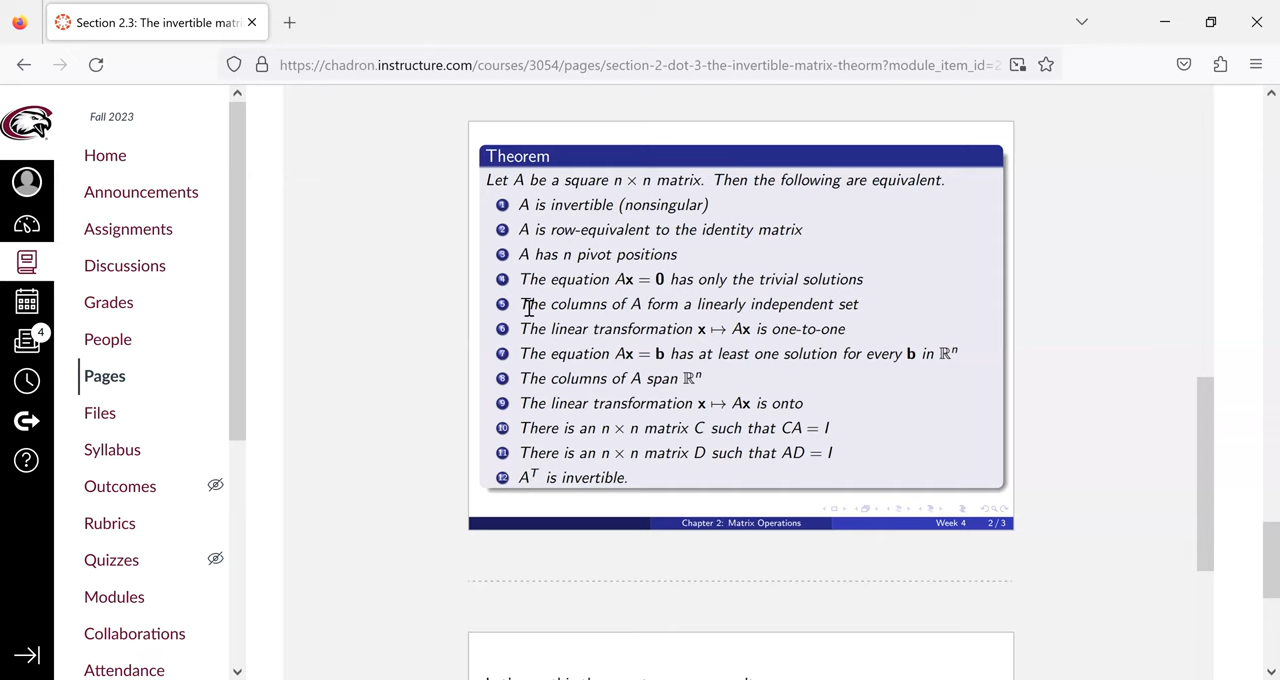 Section 2.3: The invertible matri
https://chadron.instructure.com/courses/3054/pages/section-2-dot-3-the-invertible-matrix-theorm?module_item_id=2
Fall 2023
Home
Announcements
Assignments
Discussions
Grades
People
Pages
Files
Syllabus
Outcomes
Rubrics
Quizzes
Modules
Collaborations
Attendance
4
Theorem
Let A be a square n × n matrix. Then the following are equivalent.
1 A is invertible (nonsingular)
2 A is row-equivalent to the identity matrix
3 A has n pivot positions
4 The equation Ax = 0 has only the trivial solutions
5 The columns of A form a linearly independent set
6 The linear transformation x ↦ Ax is one-to-one
7 The equation Ax = b has at least one solution for every b in ℝⁿ
8 The columns of A span ℝⁿ
9 The linear transformation x ↦ Ax is onto
10 There is an n × n matrix C such that CA = I
11 There is an n × n matrix D such that AD = I
12 Aᵀ is invertible.
Chapter 2: Matrix Operations Week 4 2 / 3